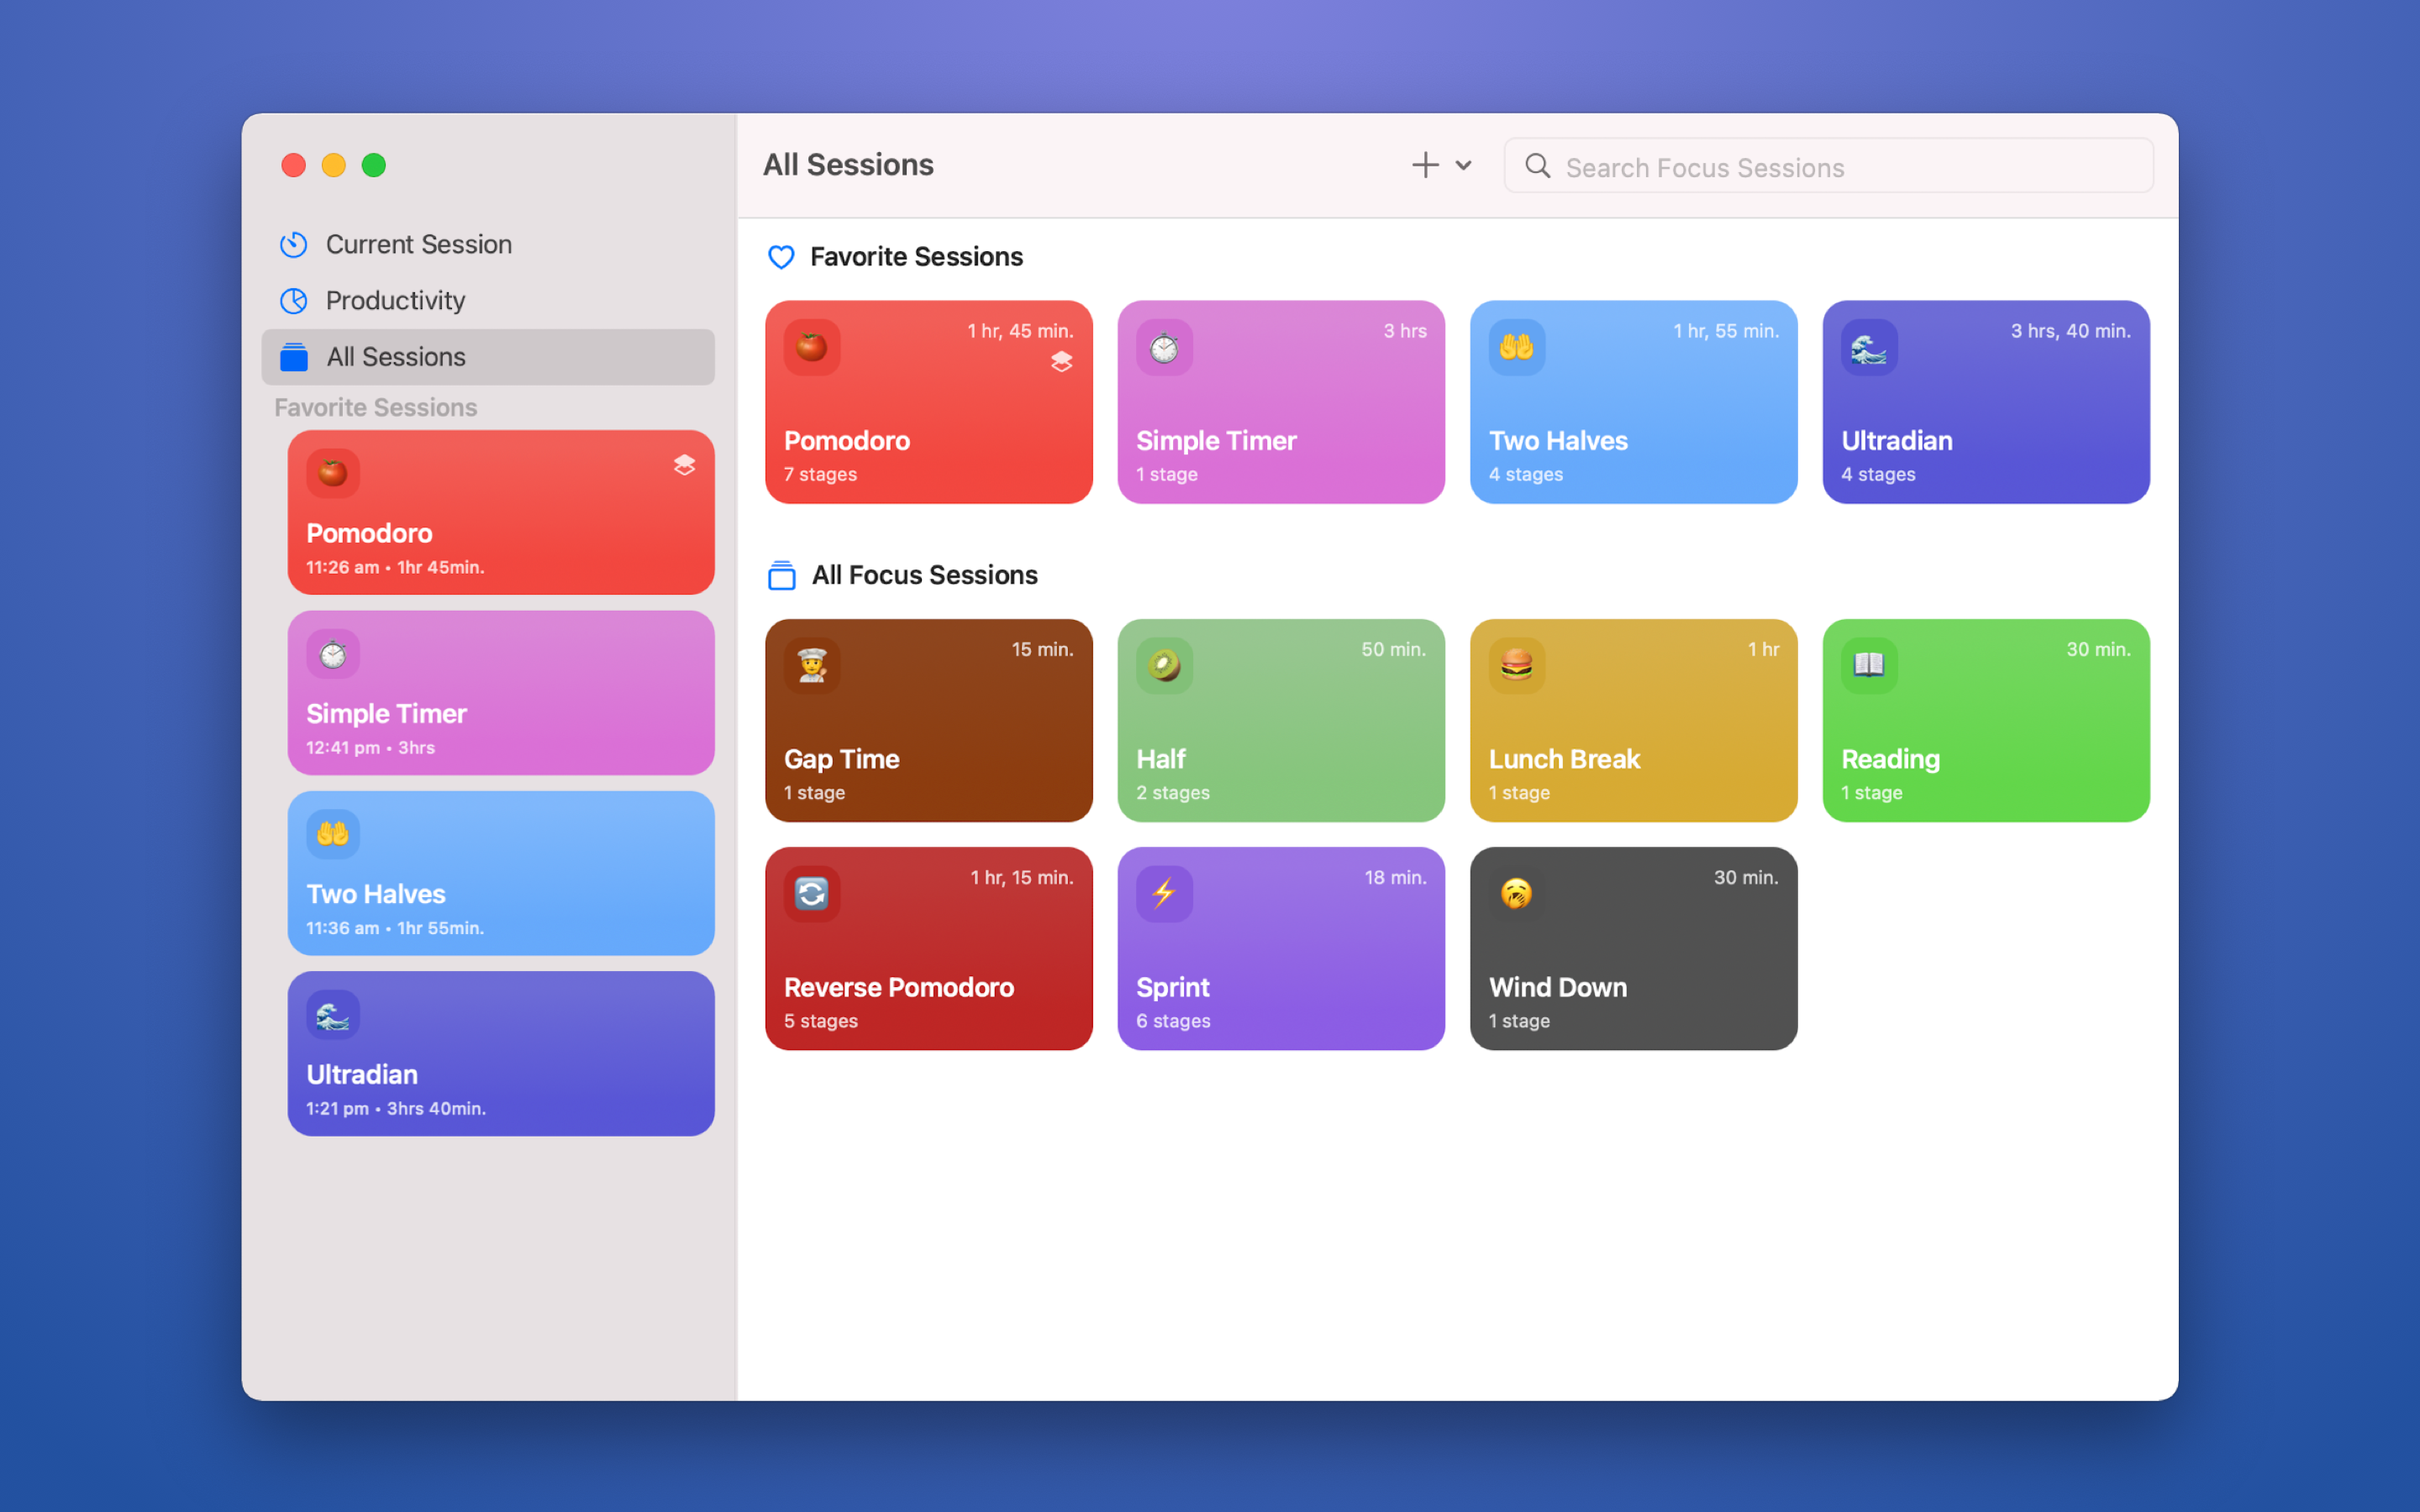 Current Session
Productivity
All Sessions
Favorite Sessions
Pomodoro
11:26 am • 1hr 45min.
Simple Timer
12:41 pm • 3hrs
Two Halves
11:36 am • 1hr 55min.
Ultradian
1:21 pm • 3hrs 40min.
All Sessions
Search Focus Sessions
Favorite Sessions
1 hr, 45 min.
Pomodoro
7 stages
3 hrs
Simple Timer
1 stage
1 hr, 55 min.
Two Halves
4 stages
3 hrs, 40 min.
Ultradian
4 stages
All Focus Sessions
15 min.
Gap Time
1 stage
50 min.
Half
2 stages
1 hr
Lunch Break
1 stage
30 min.
Reading
1 stage
1 hr, 15 min.
Reverse Pomodoro
5 stages
18 min.
Sprint
6 stages
30 min.
Wind Down
1 stage